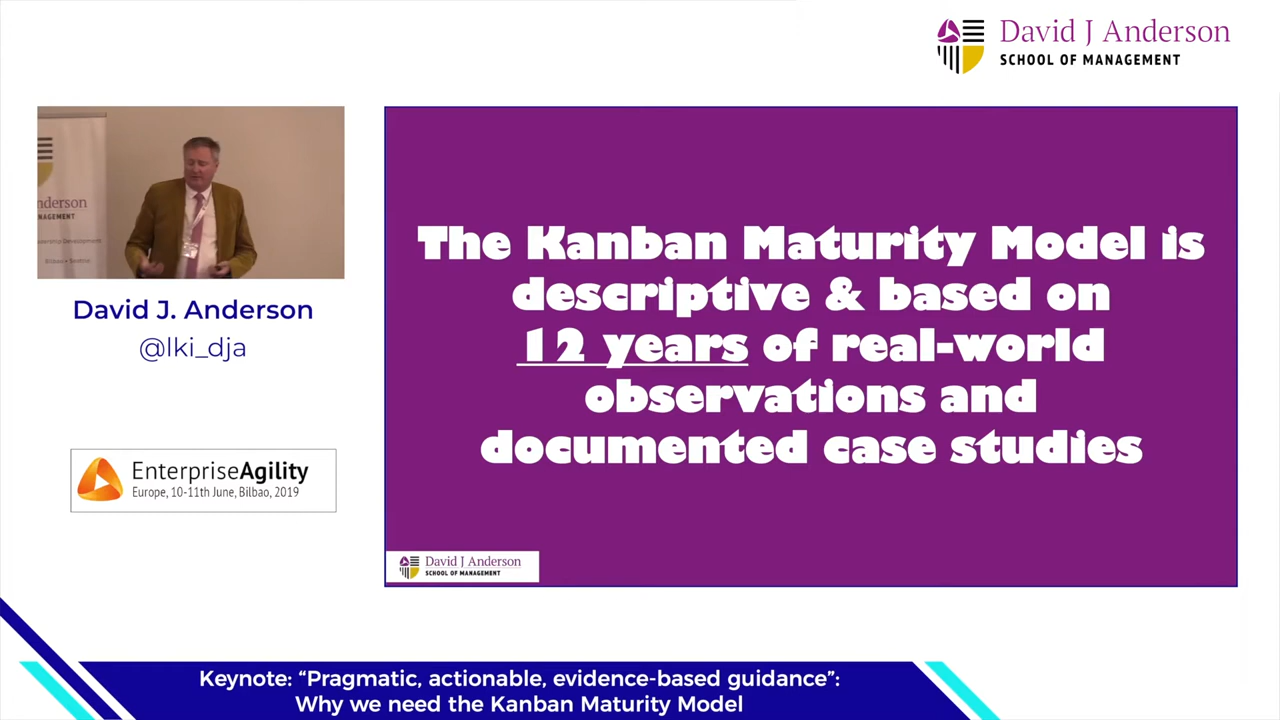 David J Anderson
SCHOOL OF MANAGEMENT
nderson
NAGEMENT
David J. Anderson
@lki_dja
EnterpriseAgility
Europe, 10-11th June, Bilbao, 2019
The Kanban Maturity Model is
descriptive & based on
12 years of real-world
observations and
documented case studies
David J Anderson
SCHOOL OF MANAGEMENT
Keynote: “Pragmatic, actionable, evidence-based guidance”:
Why we need the Kanban Maturity Model